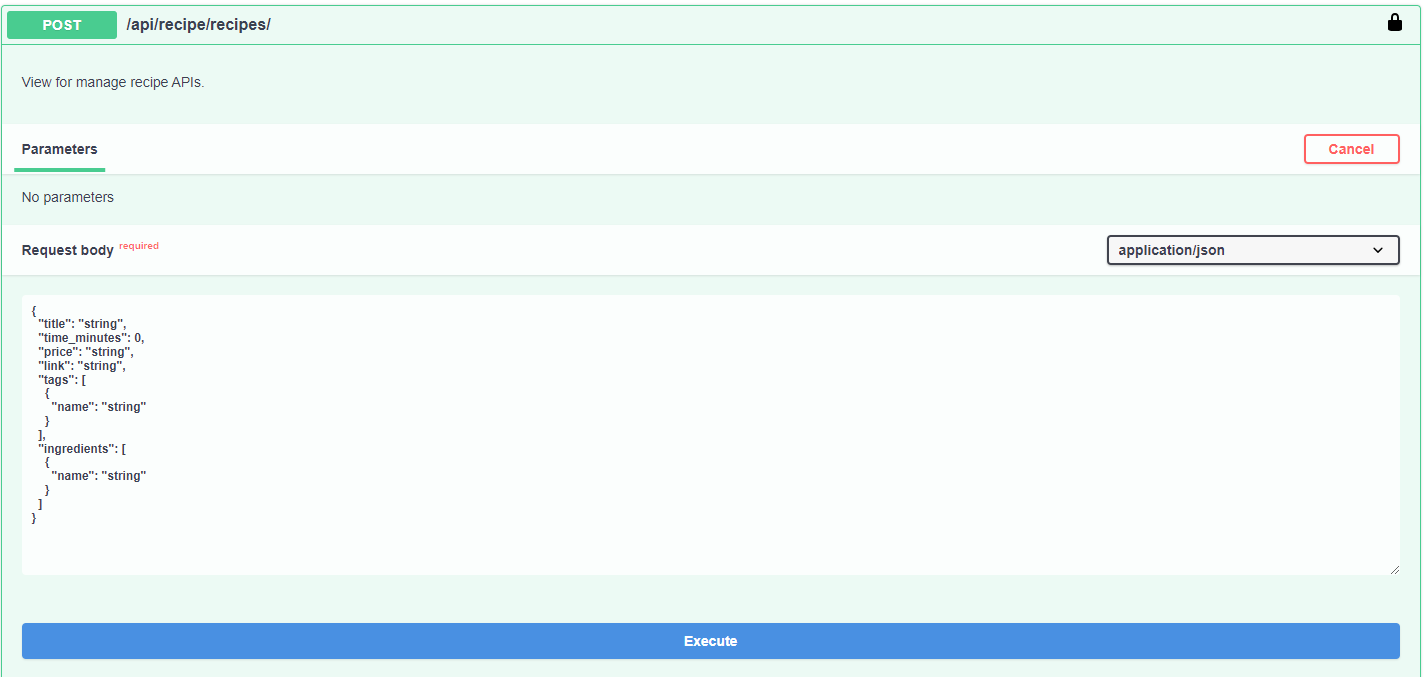 POST /api/recipe/recipes/
View for manage recipe APIs.
Parameters Cancel
No parameters
Request body required application/json
{
"title": "string",
"time_minutes": 0,
"price": "string",
"link": "string",
"tags": [
{
"name": "string"
}
],
"ingredients": [
{
"name": "string"
}
]
}
Execute